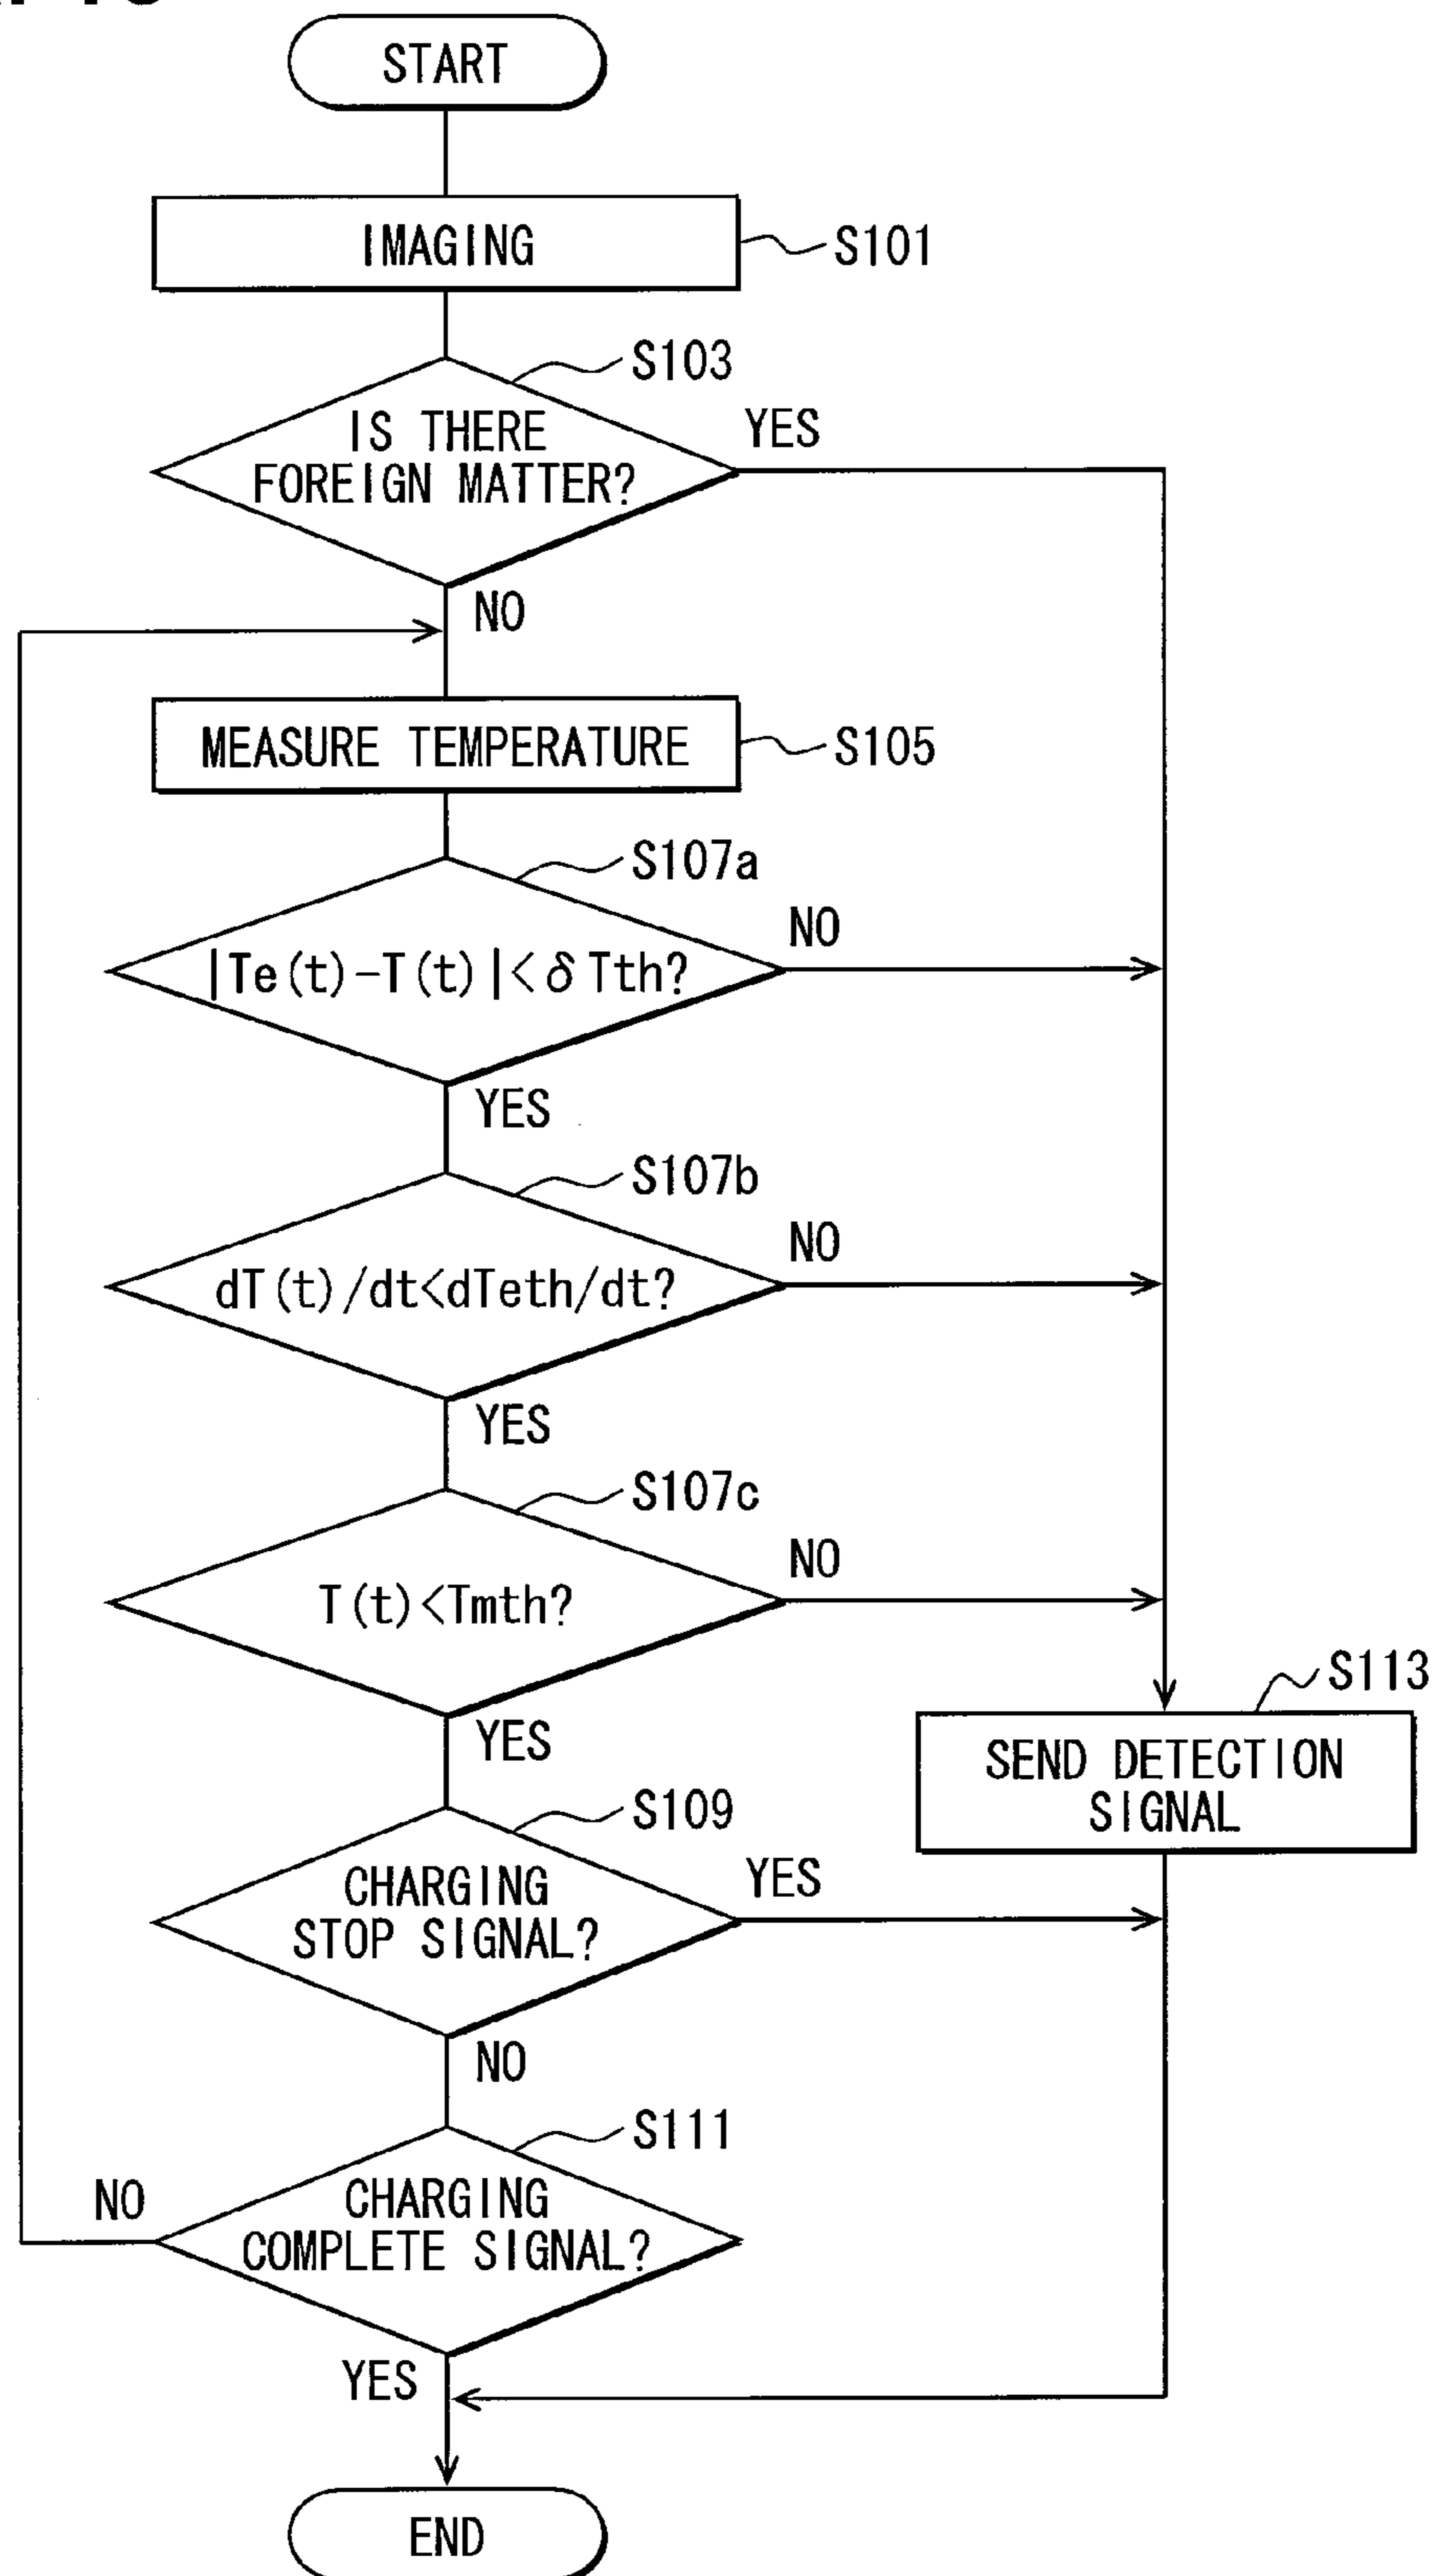 START
IMAGING
S101
S103
IS THERE
FOREIGN MATTER?
YES
NO
MEASURE TEMPERATURE
S105
S107a
|Te(t)-T(t)|<δTth?
NO
YES
S107b
dT(t)/dt<dTeth/dt?
NO
YES
S107c
T(t)<Tmth?
NO
YES
S113
SEND DETECTION
SIGNAL
S109
CHARGING
STOP SIGNAL?
YES
NO
S111
CHARGING
COMPLETE SIGNAL?
NO
YES
END